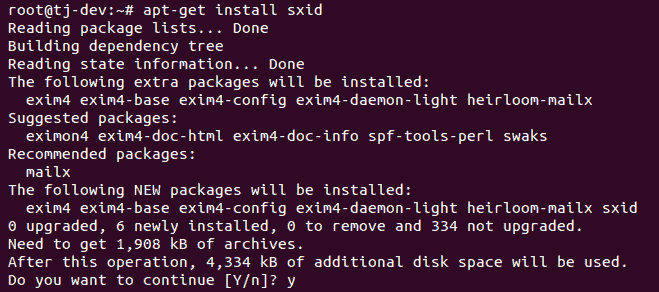 root@tj-dev:~# apt-get install sxid
Reading package lists... Done
Building dependency tree
Reading state information... Done
The following extra packages will be installed:
  exim4 exim4-base exim4-config exim4-daemon-light heirloom-mailx
Suggested packages:
  eximon4 exim4-doc-html exim4-doc-info spf-tools-perl swaks
Recommended packages:
  mailx
The following NEW packages will be installed:
  exim4 exim4-base exim4-config exim4-daemon-light heirloom-mailx sxid
0 upgraded, 6 newly installed, 0 to remove and 334 not upgraded.
Need to get 1,908 kB of archives.
After this operation, 4,334 kB of additional disk space will be used.
Do you want to continue [Y/n]? y